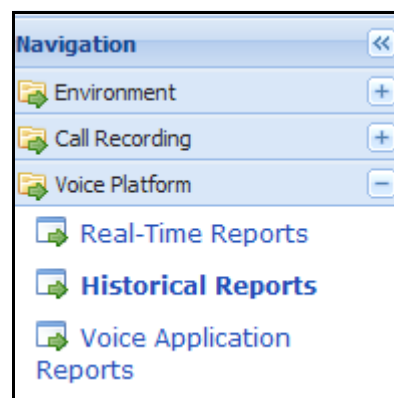 Navigation
Environment
Call Recording
Voice Platform
Real-Time Reports
Historical Reports
Voice Application
Reports